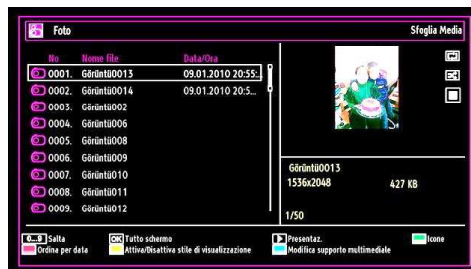 Foto Sfoglia Media
No Nome file Data/Ora
0001. Görüntü0013 09.01.2010 20:55:..
0002. Görüntü0014 09.01.2010 20:5...
0003. Görüntü002
0004. Görüntü006
0005. Görüntü008
0006. Görüntü009
0007. Görüntü010
0008. Görüntü011
0009. Görüntü012
Görüntü0013
1536x2048 427 KB
1/50
0...9 Salta OK Tutto schermo Presentaz. Icone
Ordina per data Attiva/Disattiva stile di visualizzazione Modifica supporto multimediale